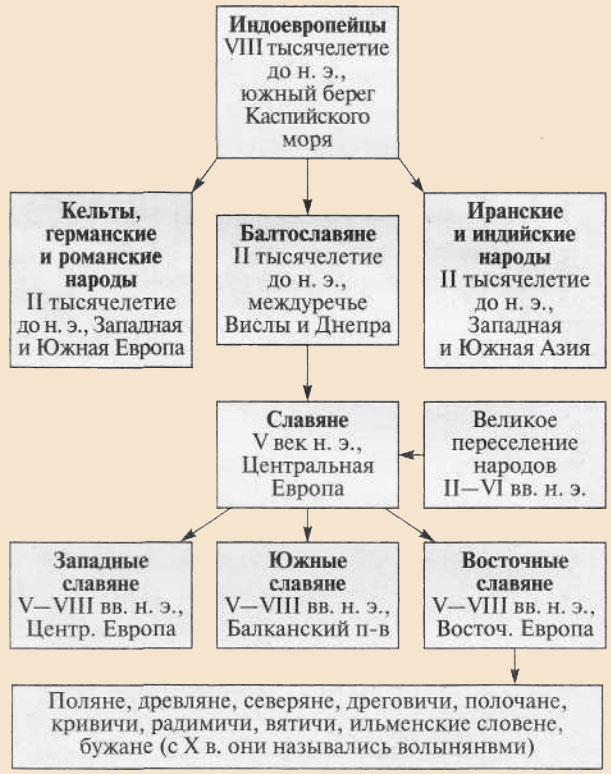 Индоевропейцы
VIII тысячелетие
до н. э.,
южный берег
Каспийского
моря
Кельты,
германские
и романские
народы
II тысячелетие
до н. э., Западная
и Южная Европа
Балтославяне
II тысячелетие
до н. э.,
междуречье
Вислы и Днепра
Иранские
и индийские
народы
II тысячелетие
до н. э.,
Западная
и Южная Азия
Славяне
V век н. э.,
Центральная
Европа
Великое
переселение
народов
II—VI вв. н. э.
Западные
славяне
V—VIII вв. н. э.,
Центр. Европа
Южные
славяне
V—VIII вв. н. э.,
Балканский п-в
Восточные
славяне
V—VIII вв. н. э.,
Восточ. Европа
Поляне, древляне, северяне, дреговичи, полочане,
кривичи, радимичи, вятичи, ильменские словене,
бужане (с X в. они назывались волынянвми)